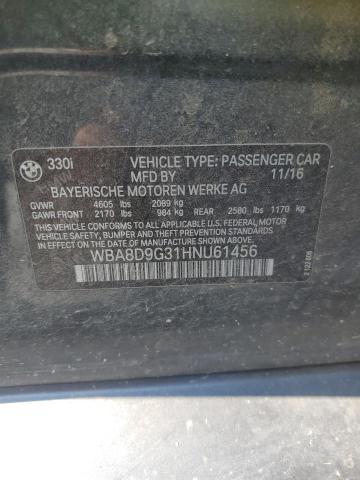 BMW 330i VEHICLE TYPE: PASSENGER CAR
MFD BY 11/16
BAYERISCHE MOTOREN WERKE AG
GVWR 4605 lbs 2089 kg
GAWR FRONT 2170 lbs 984 kg REAR 2580 lbs 1170 kg
THIS VEHICLE CONFORMS TO ALL APPLICABLE U.S. FEDERAL MOTOR VEHICLE SAFETY,
BUMPER, AND THEFT PREVENTION STANDARDS IN EFFECT
ON THE DATE OF MANUFACTURE SHOWN ABOVE.
WBA8D9G31HNU61456